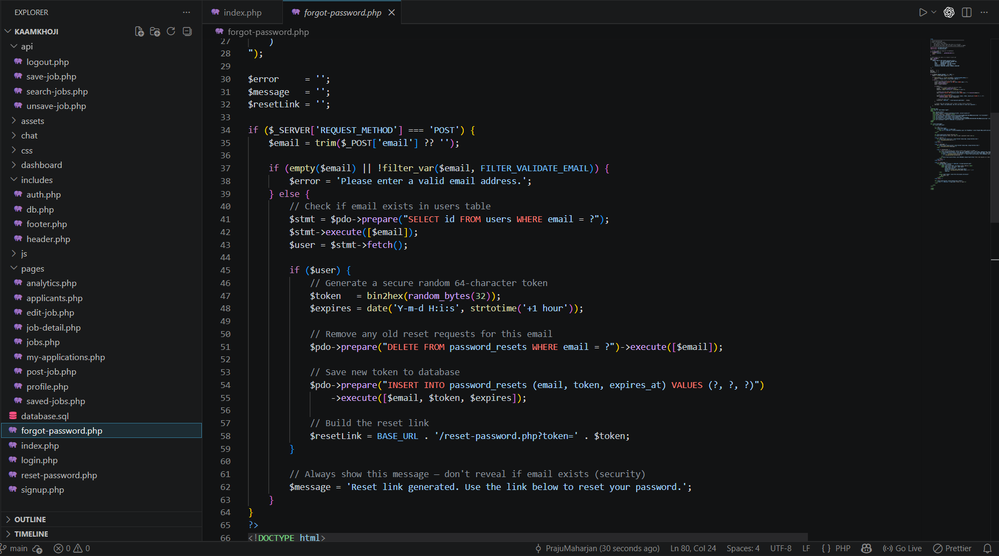 EXPLORER
KAAMKHOJI
api
logout.php
save-job.php
search-jobs.php
unsave-job.php
assets
chat
css
dashboard
includes
auth.php
db.php
footer.php
header.php
js
pages
analytics.php
applicants.php
edit-job.php
job-detail.php
jobs.php
my-applications.php
post-job.php
profile.php
saved-jobs.php
database.sql
forgot-password.php
index.php
login.php
reset-password.php
signup.php
OUTLINE
TIMELINE
index.php
forgot-password.php
forgot-password.php
27 )
28 ");
29
30 $error     = '';
31 $message   = '';
32 $resetLink = '';
33
34 if ($_SERVER['REQUEST_METHOD'] === 'POST') {
35     $email = trim($_POST['email'] ?? '');
36
37     if (empty($email) || !filter_var($email, FILTER_VALIDATE_EMAIL)) {
38         $error = 'Please enter a valid email address.';
39     } else {
40         // Check if email exists in users table
41         $stmt = $pdo->prepare("SELECT id FROM users WHERE email = ?");
42         $stmt->execute([$email]);
43         $user = $stmt->fetch();
44
45         if ($user) {
46             // Generate a secure random 64-character token
47             $token   = bin2hex(random_bytes(32));
48             $expires = date('Y-m-d H:i:s', strtotime('+1 hour'));
49
50             // Remove any old reset requests for this email
51             $pdo->prepare("DELETE FROM password_resets WHERE email = ?")->execute([$email]);
52
53             // Save new token to database
54             $pdo->prepare("INSERT INTO password_resets (email, token, expires_at) VALUES (?, ?, ?)")
55                 ->execute([$email, $token, $expires]);
56
57             // Build the reset link
58             $resetLink = BASE_URL . '/reset-password.php?token=' . $token;
59         }
60
61         // Always show this message — don't reveal if email exists (security)
62         $message = 'Reset link generated. Use the link below to reset your password.';
63     }
64 }
65 ?>
66 <!DOCTYPE html>
main
0 0
PrajuMaharjan (30 seconds ago)
Ln 80, Col 24
Spaces: 4
UTF-8
LF
{ } PHP
Go Live
Prettier